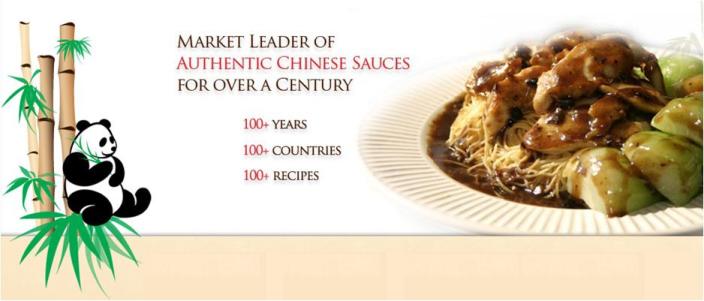 Market Leader of
Authentic Chinese Sauces
for over a Century
100+ years
100+ countries
100+ recipes